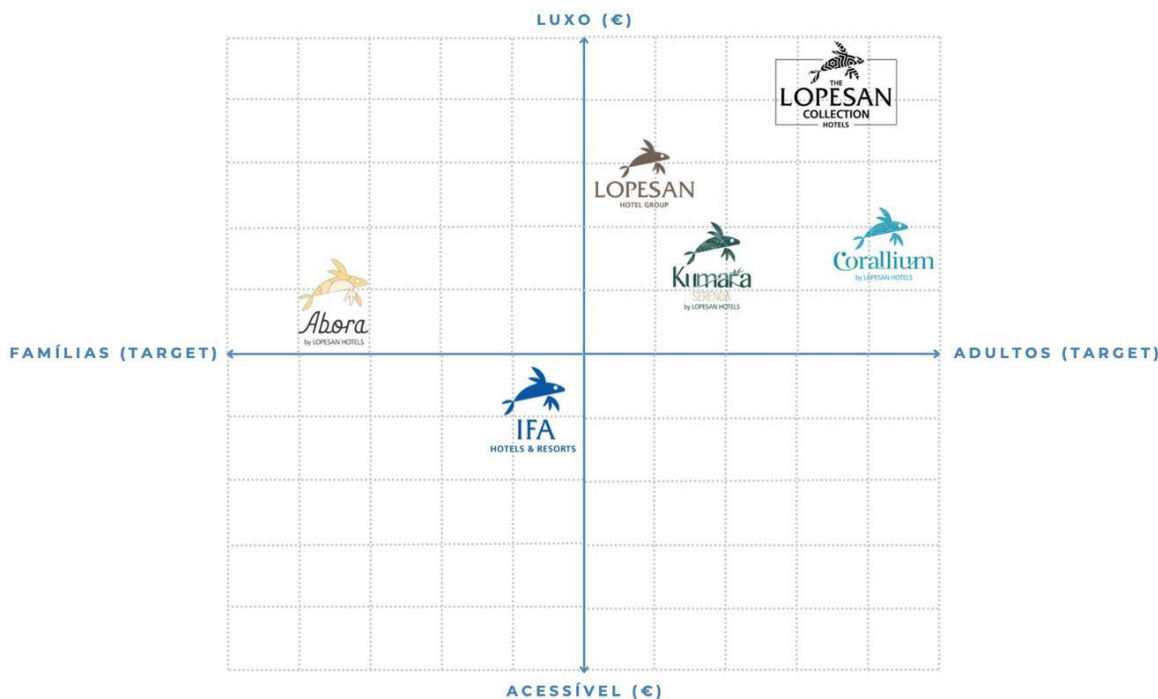 LUXO (€)
THE
LOPESAN
COLLECTION
HOTELS
LOPESAN
HOTEL GROUP
Corallium
by LOPESAN HOTELS
Kumara
SERENOA
by LOPESAN HOTELS
Abora
by LOPESAN HOTELS
FAMÍLIAS (TARGET)
ADULTOS (TARGET)
IFA
HOTELS & RESORTS
ACESSÍVEL (€)